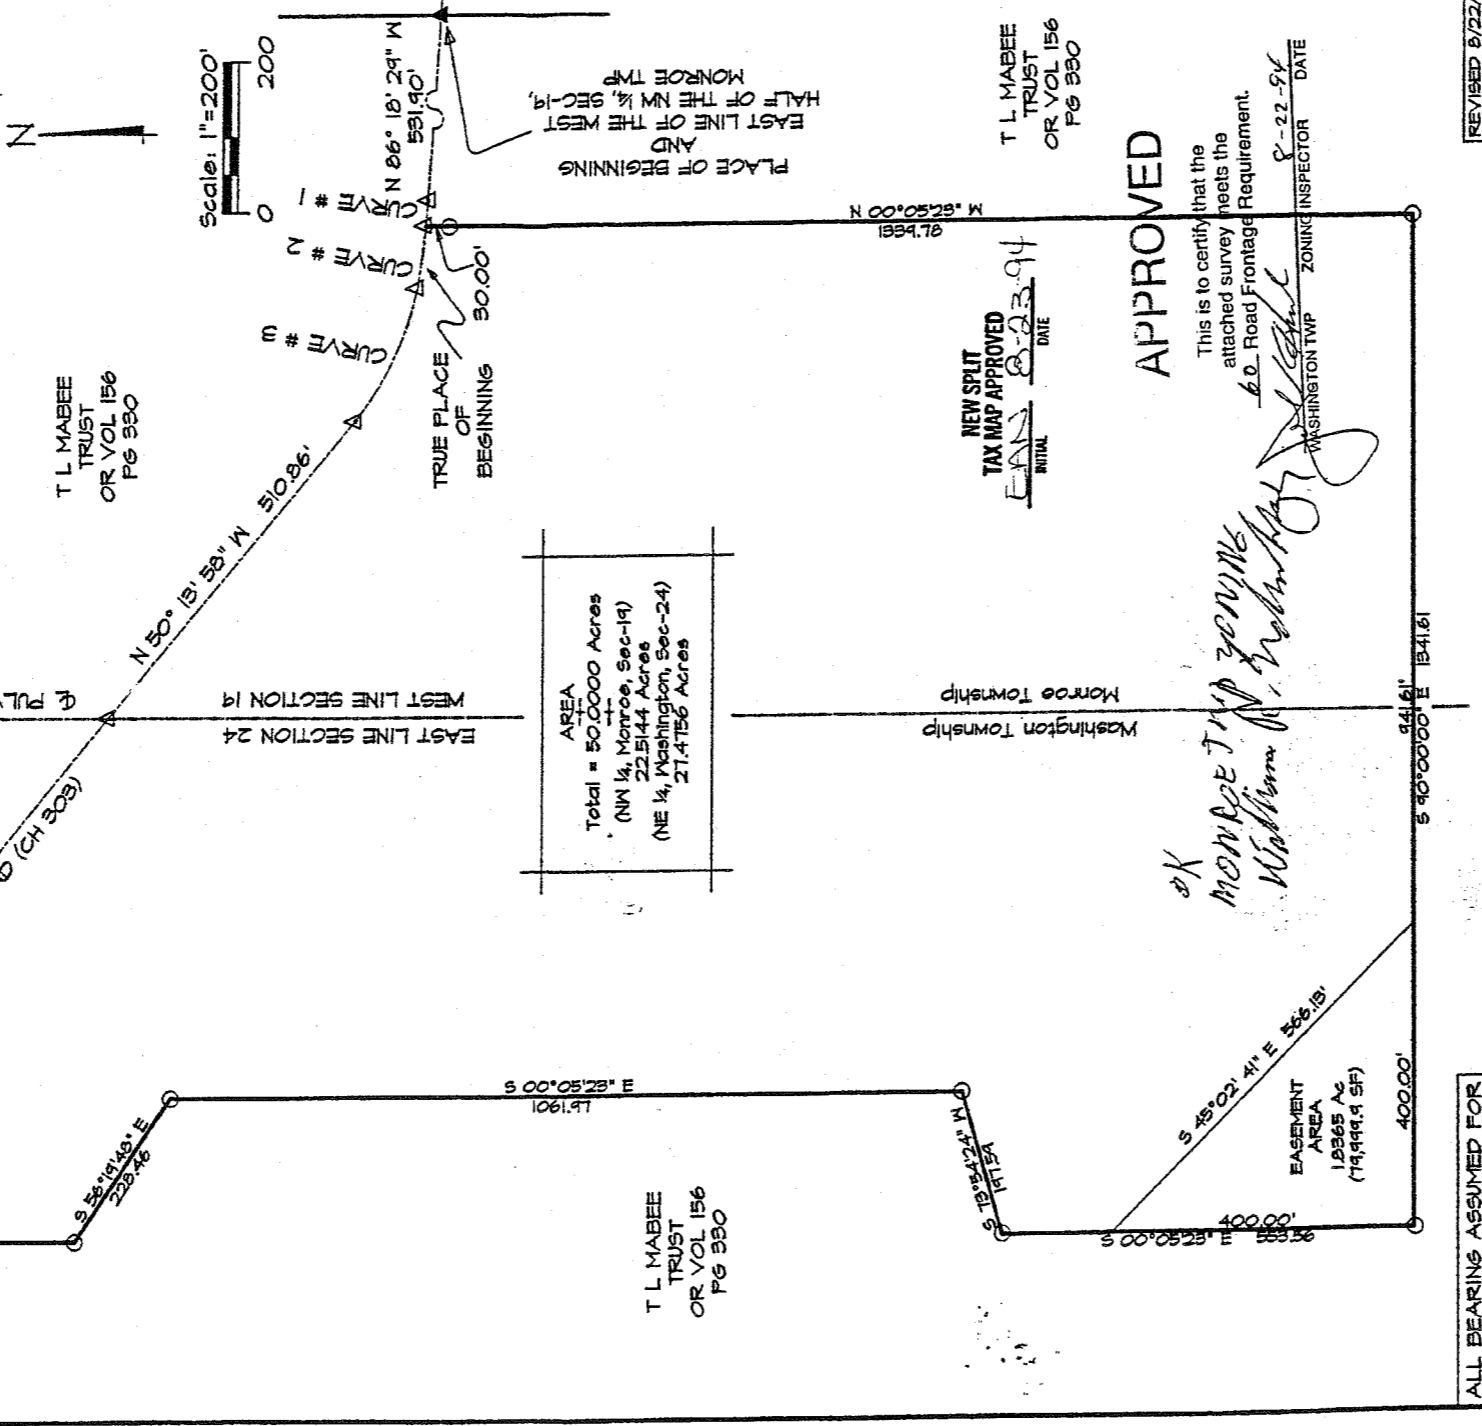 N
Scale: 1"=200'
0
200
N 86° 18' 29" W
531.90'
CURVE # 1
CURVE # 2
CURVE # 3
PLACE OF BEGINNING
AND
EAST LINE OF THE WEST
HALF OF THE NW ¼, SEC-19,
MONROE TWP
T L MABEE
TRUST
OR VOL 156
PG 330
TRUE PLACE
OF
BEGINNING
30.00'
T L MABEE
TRUST
OR VOL 156
PG 330
N 50° 13' 58" W 510.86'
(CH 303)
WEST LINE SECTION 19
EAST LINE SECTION 24
AREA
Total = 50.0000 Acres
(NW ¼, Monroe, Sec-19)
22.5144 Acres
(NE ¼, Washington, Sec-24)
27.4756 Acres
N 00°05'23" W
1339.78
NEW SPLIT
TAX MAP APPROVED
EAN 8-23-94
INITIAL DATE
APPROVED
This is to certify that the
attached survey meets the
60 Road Frontage Requirement.
8-22-94
WASHINGTON TWP ZONING INSPECTOR DATE
OK
MONROE TWP ZONING
William
Monroe Township
Washington Township
94.61'
S 90°00'00" E 1341.61
S 56°19'48" E
228.46
S 00°05'23" E
1061.97
S 73°54'24" W
197.59
400.00'
S 00°05'23" E 553.56
S 45°02' 41" E 566.13'
EASEMENT
AREA
1.8365 Ac
(79,999.9 SF)
400.00'
T L MABEE
TRUST
OR VOL 156
PG 330
REVISED 8/22/
ALL BEARING ASSUMED FOR